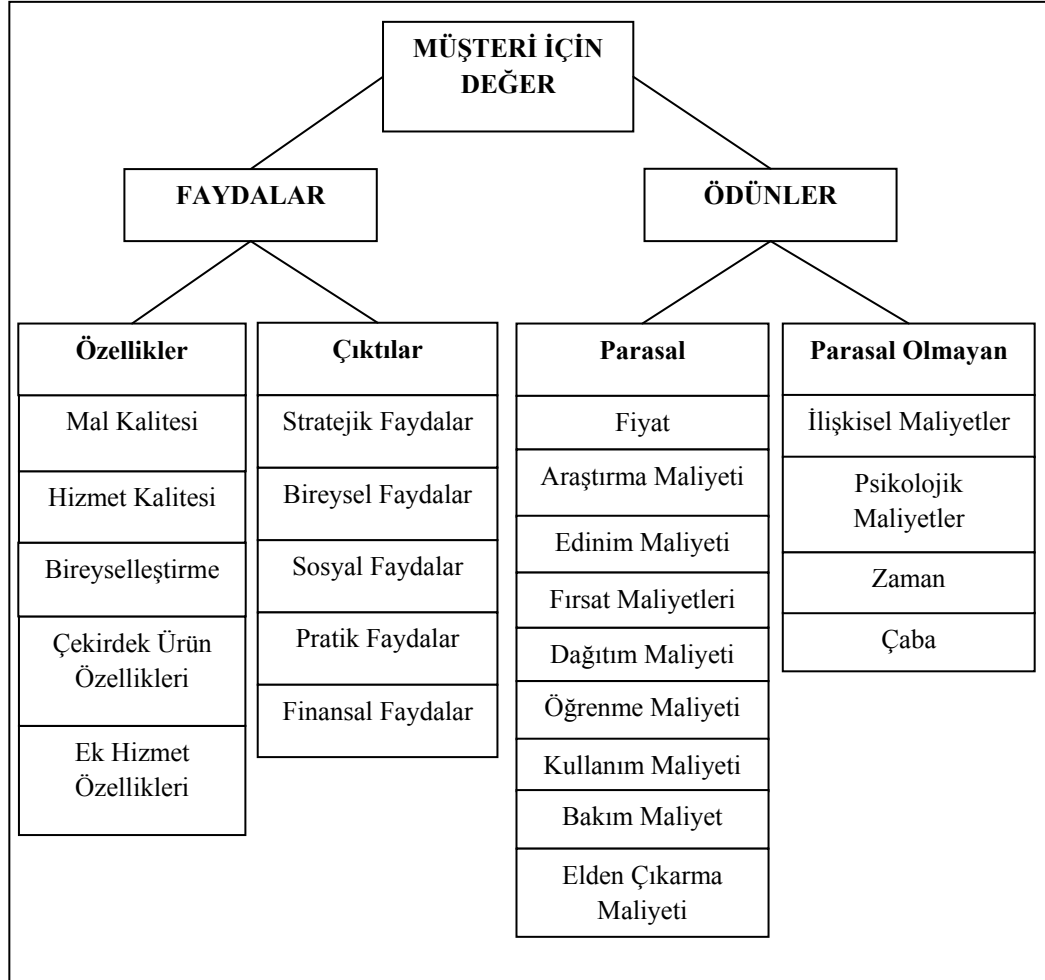 MÜŞTERİ İÇİN
DEĞER
FAYDALAR
ÖDÜNLER
Özellikler
Mal Kalitesi
Hizmet Kalitesi
Bireyselleştirme
Çekirdek Ürün
Özellikleri
Ek Hizmet
Özellikleri
Çıktılar
Stratejik Faydalar
Bireysel Faydalar
Sosyal Faydalar
Pratik Faydalar
Finansal Faydalar
Parasal
Fiyat
Araştırma Maliyeti
Edinim Maliyeti
Fırsat Maliyetleri
Dağıtım Maliyeti
Öğrenme Maliyeti
Kullanım Maliyeti
Bakım Maliyet
Elden Çıkarma
Maliyeti
Parasal Olmayan
İlişkisel Maliyetler
Psikolojik
Maliyetler
Zaman
Çaba